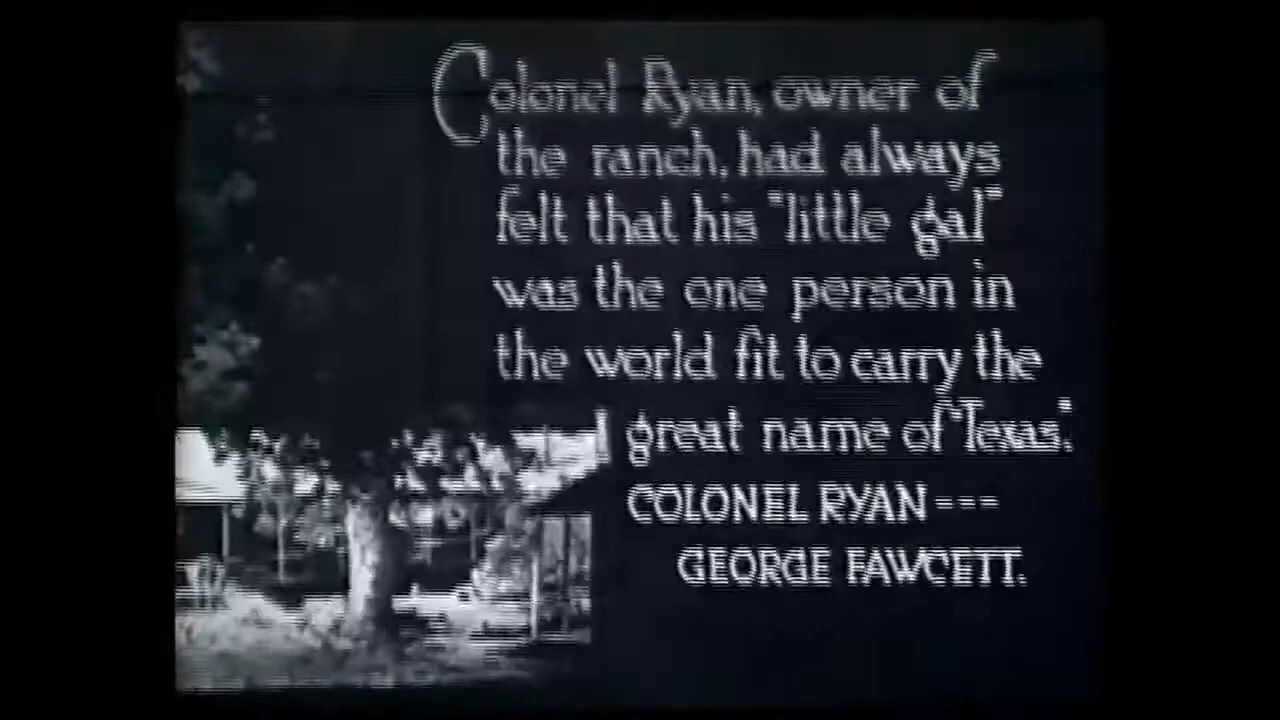 Colonel Ryan, owner of
the ranch, had always
felt that his "little gal"
was the one person in
the world fit to carry the
great name of "Texas".
COLONEL RYAN---
GEORGE FAWCETT.